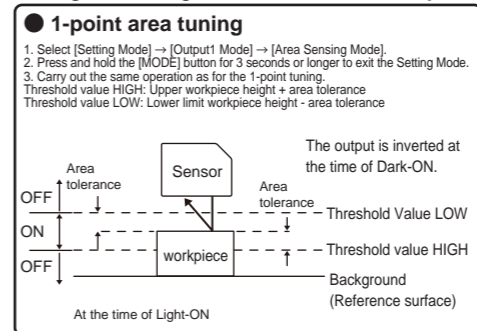 ● 1-point area tuning
1. Select [Setting Mode] → [Output1 Mode] → [Area Sensing Mode].
2. Press and hold the [MODE] button for 3 seconds or longer to exit the Setting Mode.
3. Carry out the same operation as for the 1-point tuning.
Threshold value HIGH: Upper workpiece height + area tolerance
Threshold value LOW: Lower limit workpiece height - area tolerance
The output is inverted at
the time of Dark-ON.
Area
tolerance
Sensor
Area
tolerance
OFF
Threshold Value LOW
ON
workpiece
Threshold value HIGH
OFF
Background
(Reference surface)
At the time of Light-ON